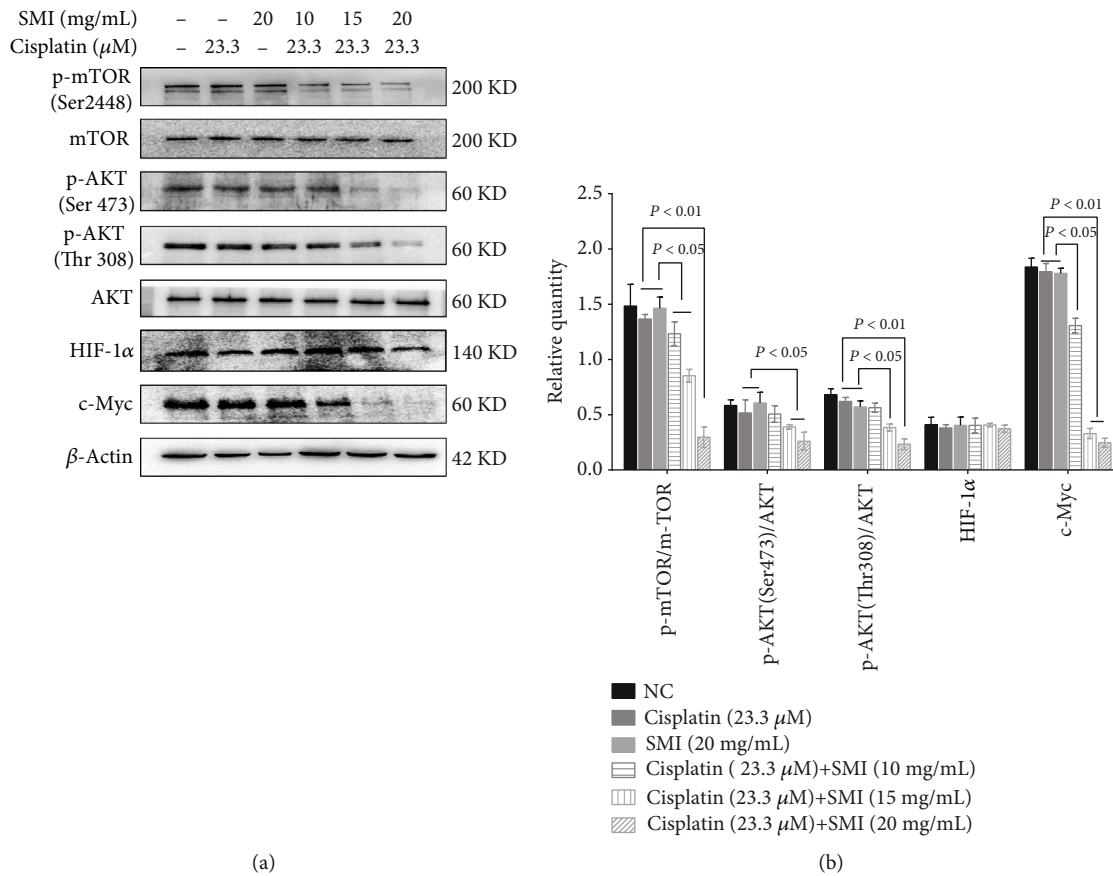 SMI (mg/mL) – – 20 10 15 20
Cisplatin (μM) – 23.3 – 23.3 23.3 23.3
p-mTOR
(Ser2448)
200 KD
mTOR
200 KD
p-AKT
(Ser 473)
60 KD
p-AKT
(Thr 308)
60 KD
AKT
60 KD
HIF-1α
140 KD
c-Myc
60 KD
β-Actin
42 KD
(a)
Relative quantity
2.5
2.0
1.5
1.0
0.5
0.0
P < 0.01
P < 0.05
P < 0.05
P < 0.01
P < 0.05
P < 0.01
P < 0.05
p-mTOR/m-TOR
p-AKT(Ser473)/AKT
p-AKT(Thr308)/AKT
HIF-1α
c-Myc
NC
Cisplatin (23.3 μM)
SMI (20 mg/mL)
Cisplatin ( 23.3 μM)+SMI (10 mg/mL)
Cisplatin (23.3 μM)+SMI (15 mg/mL)
Cisplatin (23.3 μM)+SMI (20 mg/mL)
(b)